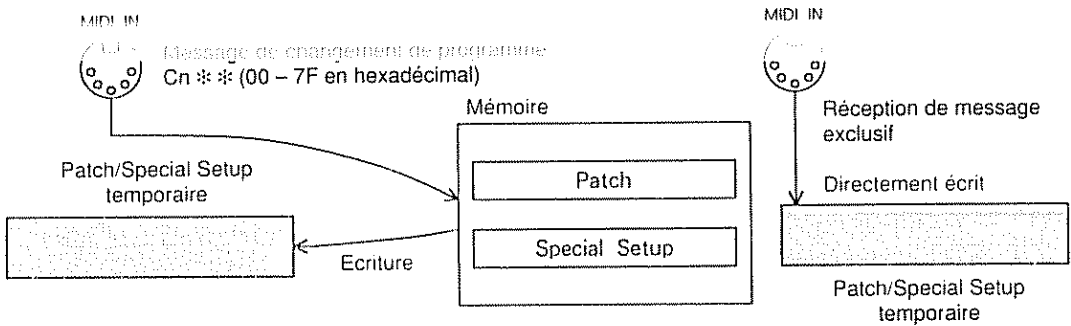 MIDI IN
Massage de changement de programme
Cn ✻ ✻ (00 – 7F en hexadécimal)
Patch/Special Setup
temporaire
Ecriture
Mémoire
Patch
Special Setup
MIDI IN
Réception de message
exclusif
Directement écrit
Patch/Special Setup
temporaire